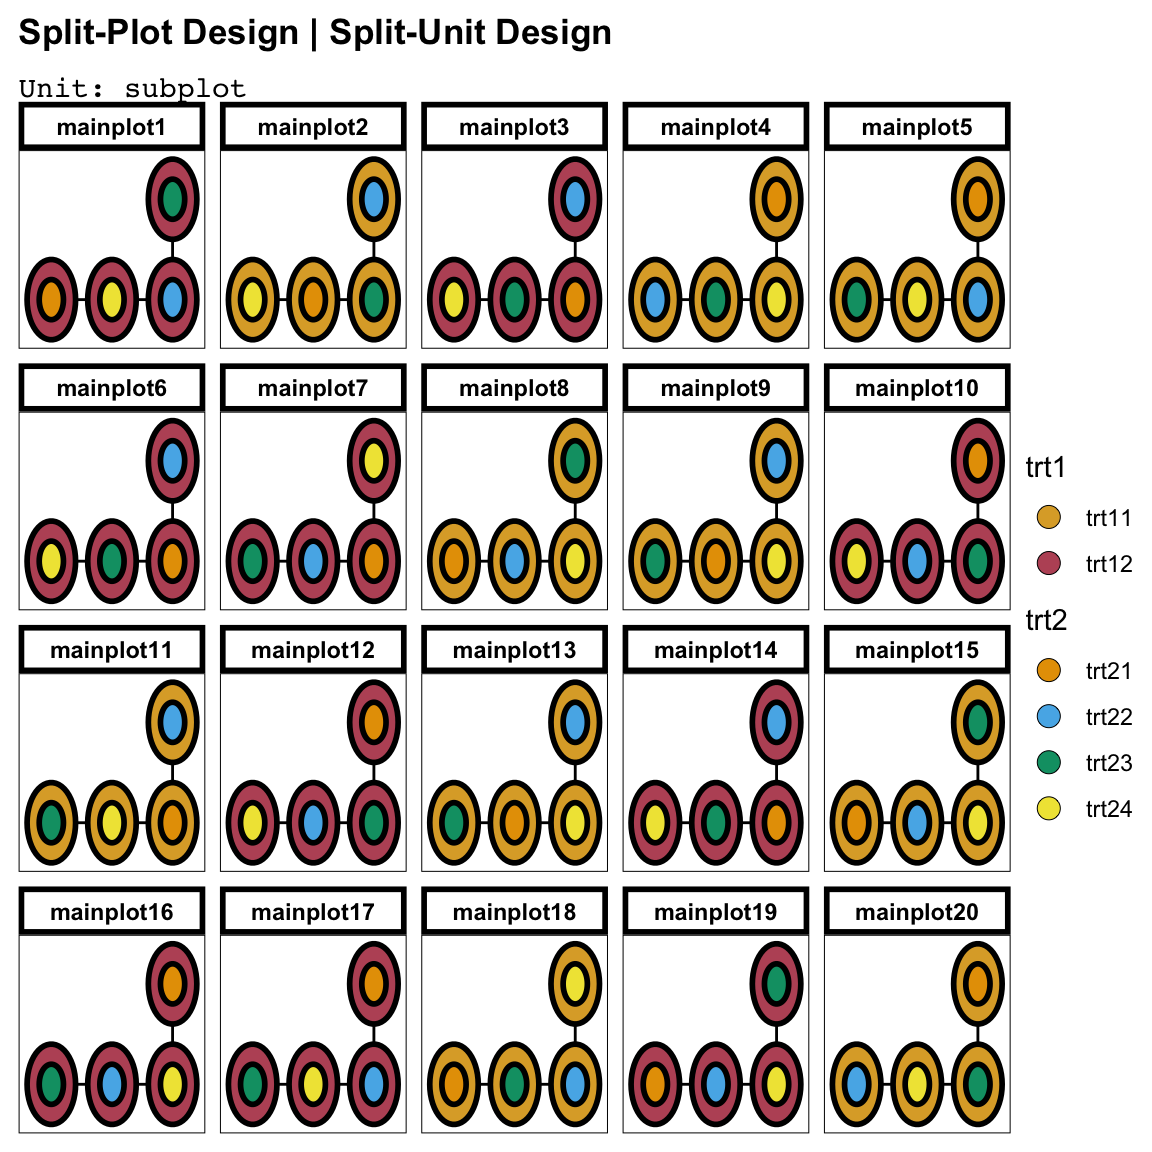 Split-Plot Design | Split-Unit Design
Unit: subplot
mainplot1 mainplot2 mainplot3 mainplot4 mainplot5
mainplot6 mainplot7 mainplot8 mainplot9 mainplot10
mainplot11 mainplot12 mainplot13 mainplot14 mainplot15
mainplot16 mainplot17 mainplot18 mainplot19 mainplot20
trt1
trt11
trt12
trt2
trt21
trt22
trt23
trt24